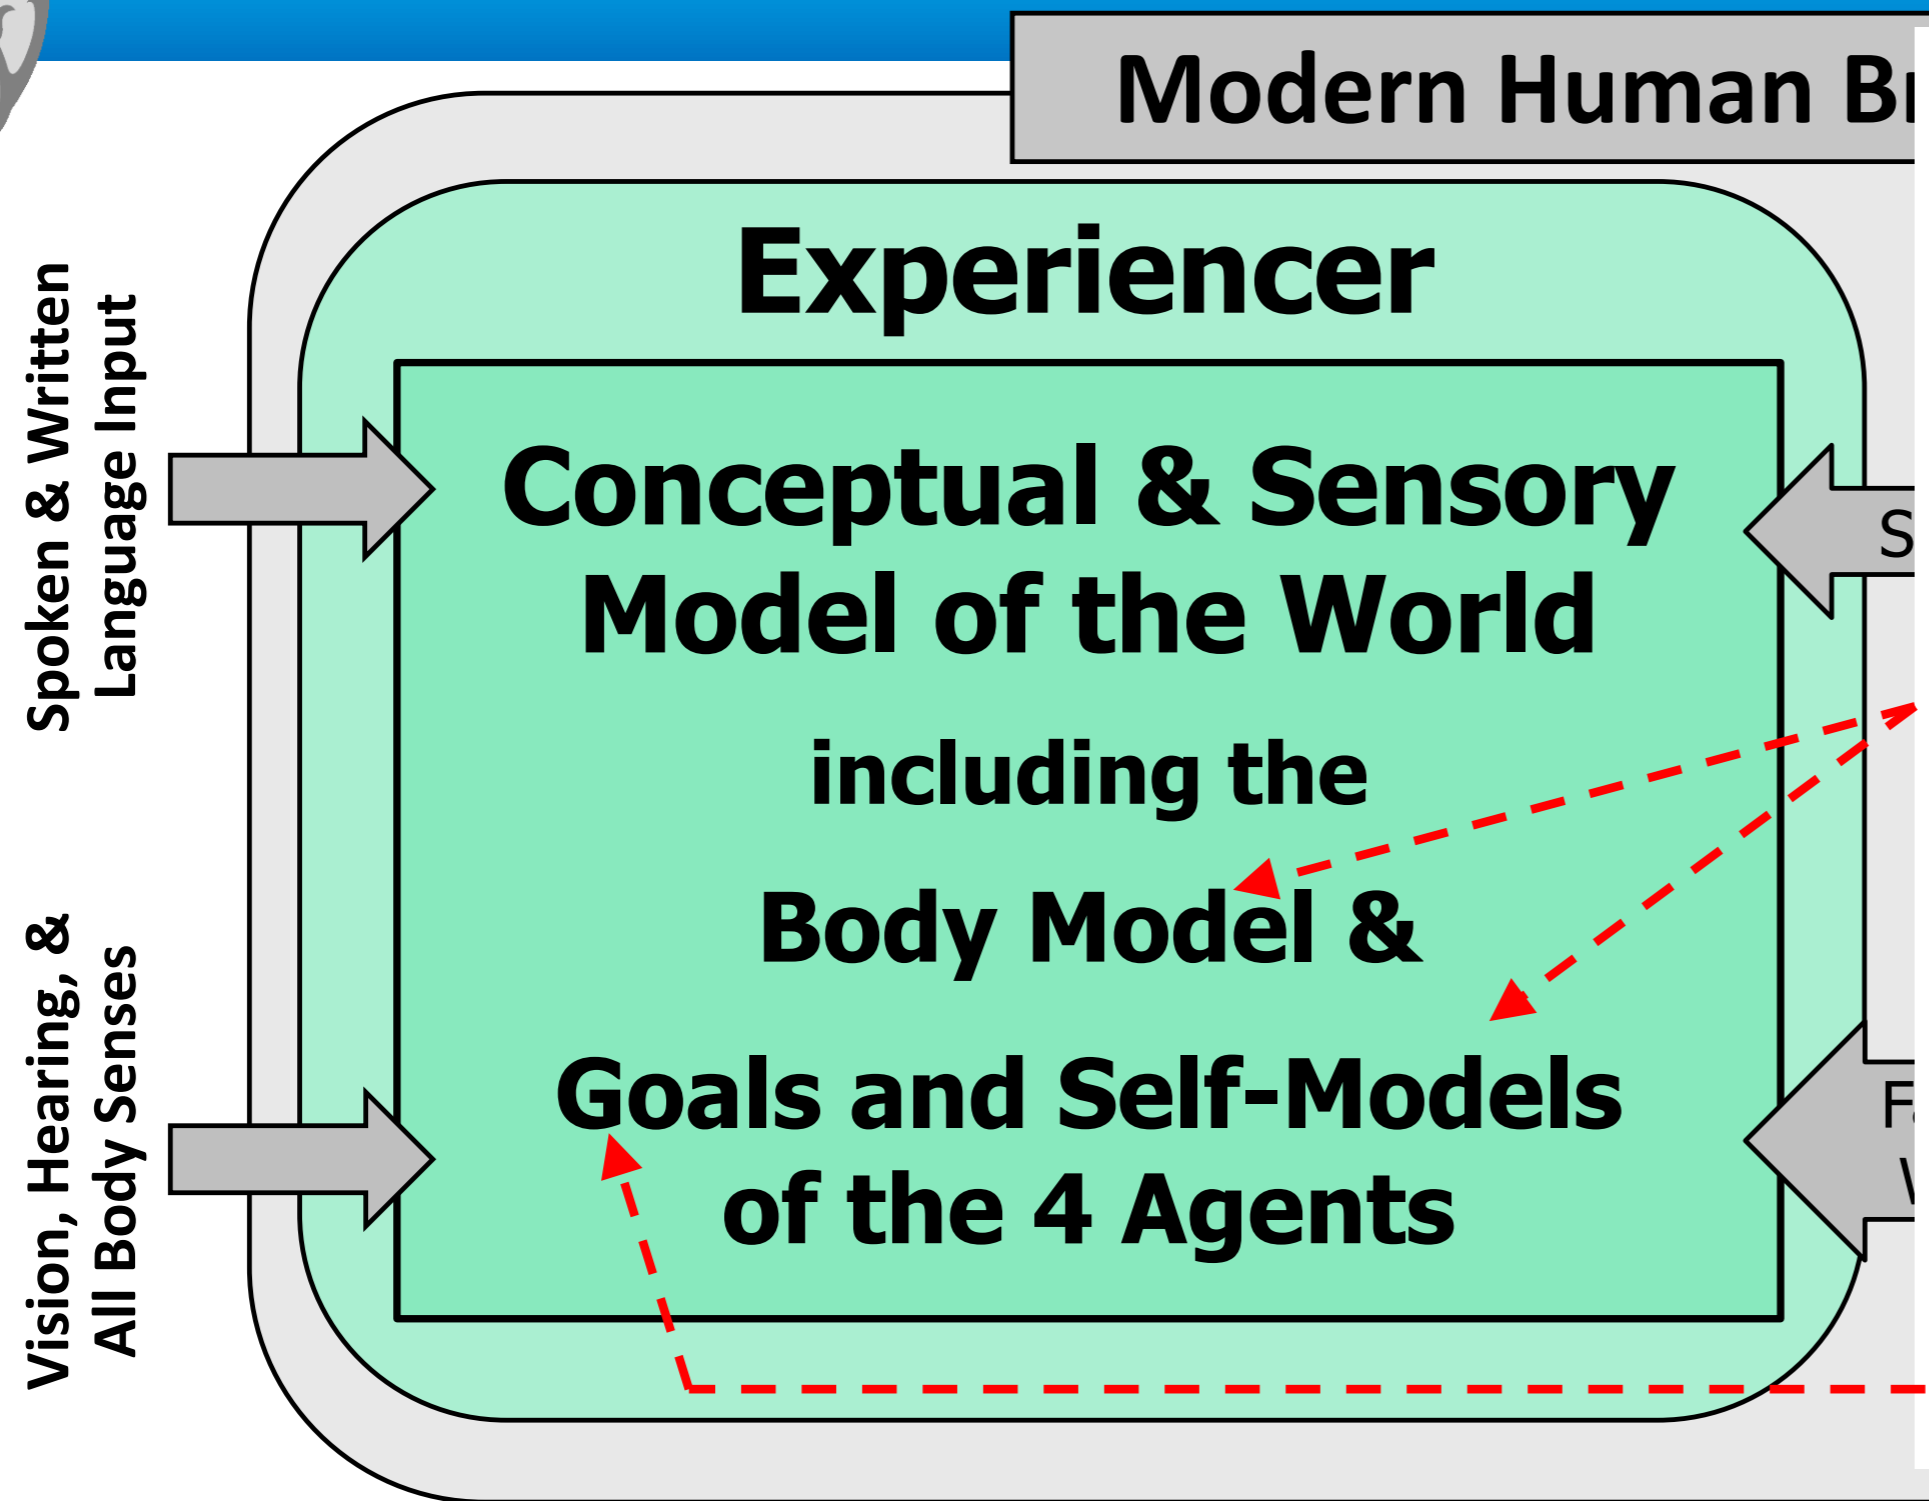 Modern Human
Experiencer
Spoken & Written
Language Input
Conceptual & Sensory
Model of the World
including the
Body Model &
Goals and Self-Models
of the 4 Agents
Vision, Hearing, &
All Body Senses